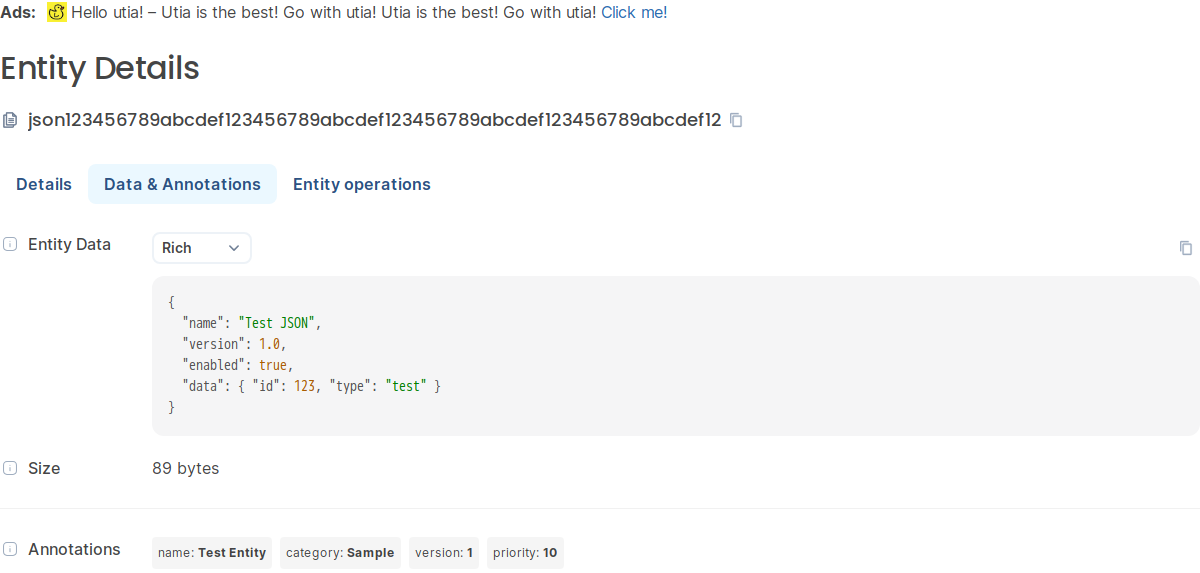 Ads: Hello utia! – Utia is the best! Go with utia! Utia is the best! Go with utia! Click me!
Entity Details
json123456789abcdef123456789abcdef123456789abcdef123456789abcdef12
Details Data & Annotations Entity operations
Entity Data Rich
{
"name": "Test JSON",
"version": 1.0,
"enabled": true,
"data": { "id": 123, "type": "test" }
}
Size 89 bytes
Annotations name: Test Entity category: Sample version: 1 priority: 10